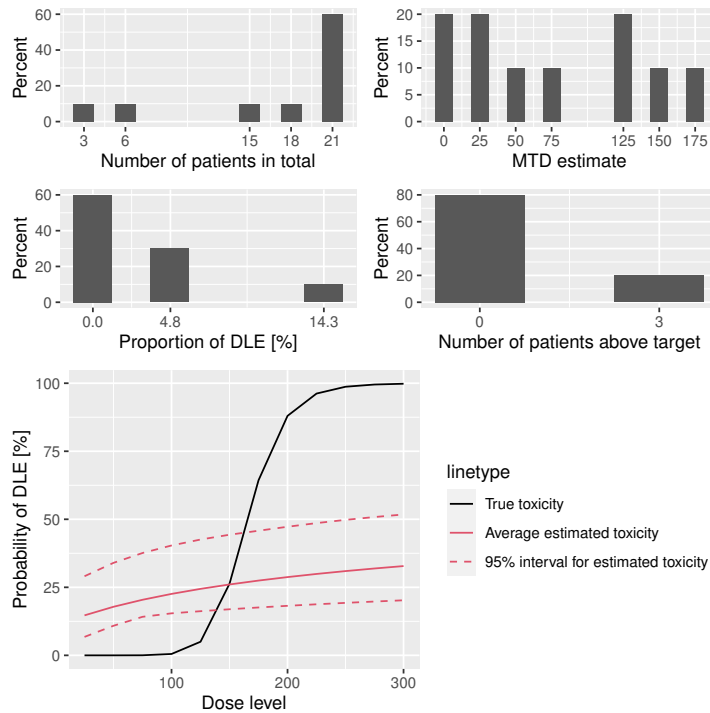 Percent
60
40
20
0
3 6 15 18 21
Number of patients in total
Percent
20
15
10
5
0
0 25 50 75 125 150 175
MTD estimate
Percent
60
40
20
0
0.0 4.8 14.3
Proportion of DLE [%]
Percent
80
60
40
20
0
0 3
Number of patients above target
Probability of DLE [%]
100
75
50
25
0
100 200 300
Dose level
linetype
True toxicity
Average estimated toxicity
95% interval for estimated toxicity